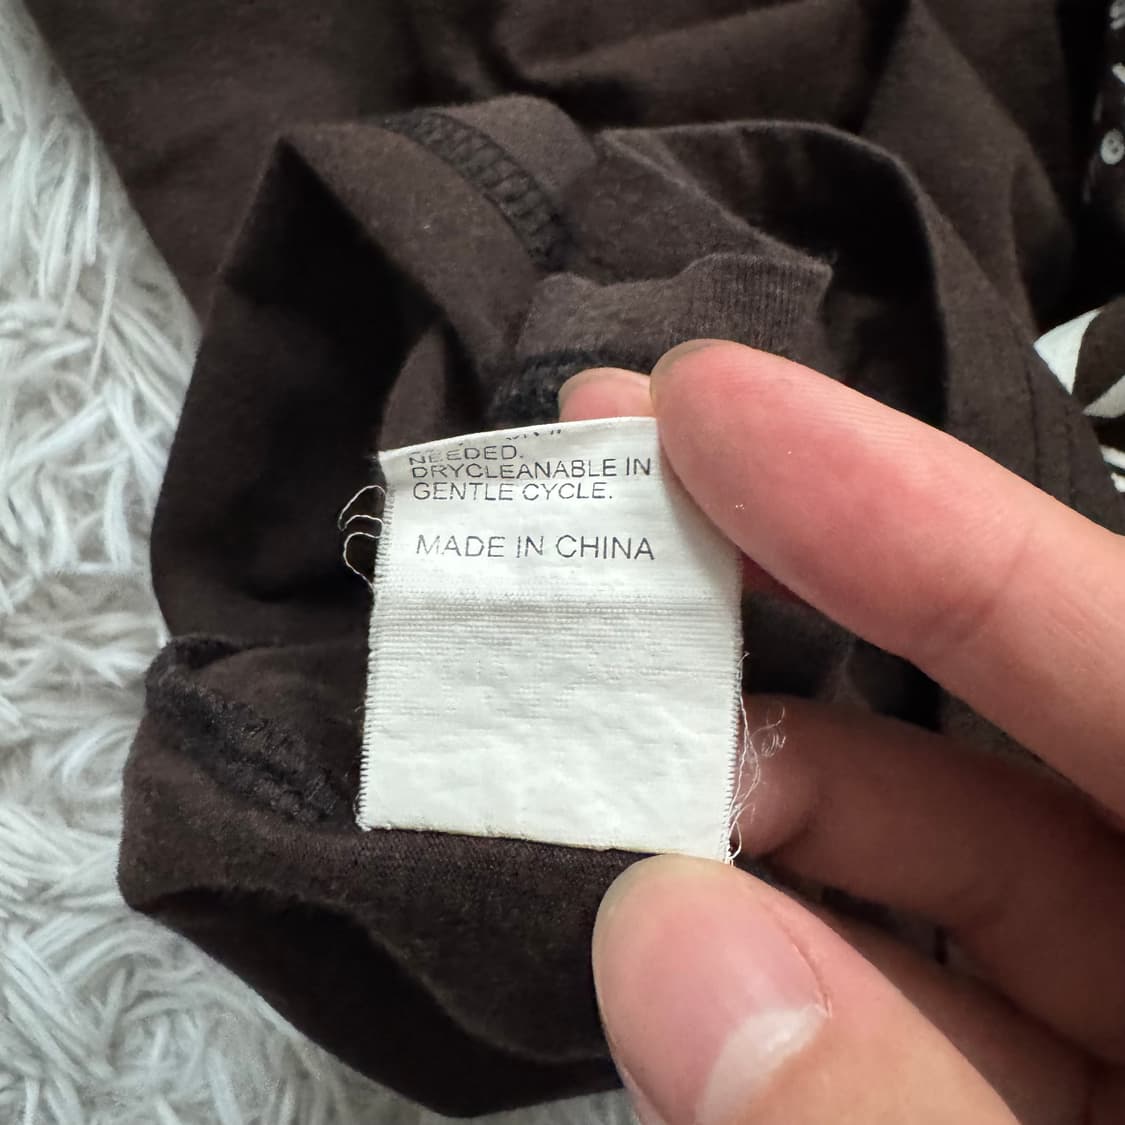 NEEDED.
DRYCLEANABLE IN
GENTLE CYCLE.
MADE IN CHINA